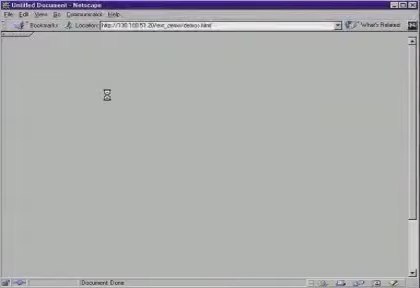 Untitled Document - Netscape
File Edit View Go Communicator Help
Bookmarks Location: What's Related
Document: Done